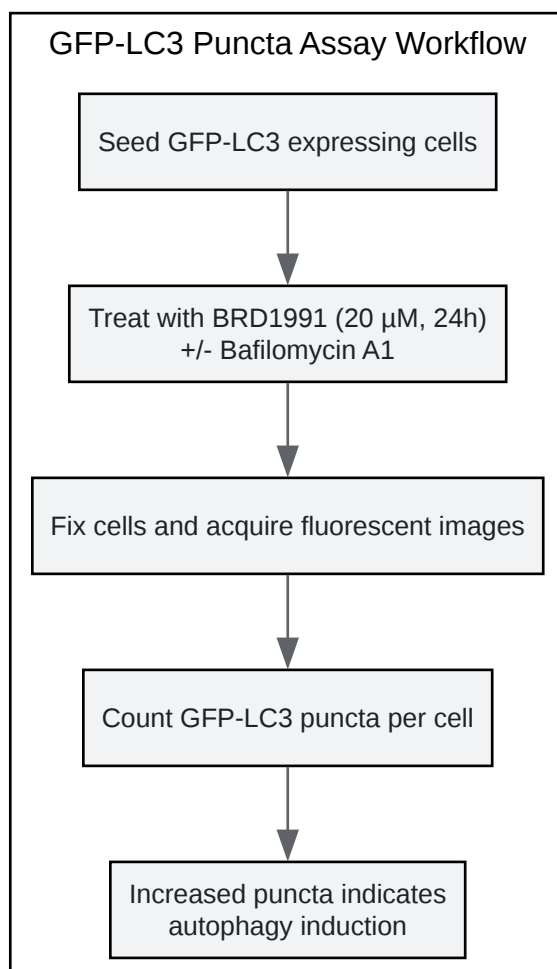 GFP-LC3 Puncta Assay Workflow
Seed GFP-LC3 expressing cells
Treat with BRD1991 (20 µM, 24h)
+/- Bafilomycin A1
Fix cells and acquire fluorescent images
Count GFP-LC3 puncta per cell
Increased puncta indicates
autophagy induction